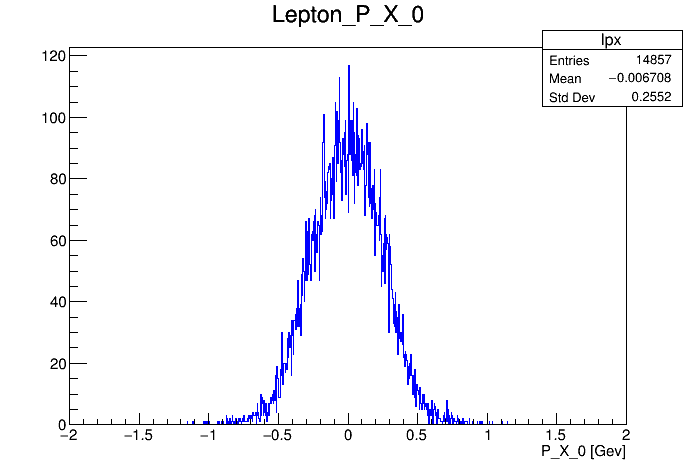 Lepton_P_X_0
lpx
Entries 14857
Mean −0.006708
Std Dev 0.2552
120
100
80
60
40
20
0
−2 −1.5 −1 −0.5 0 0.5 1 1.5 2
P_X_0 [Gev]